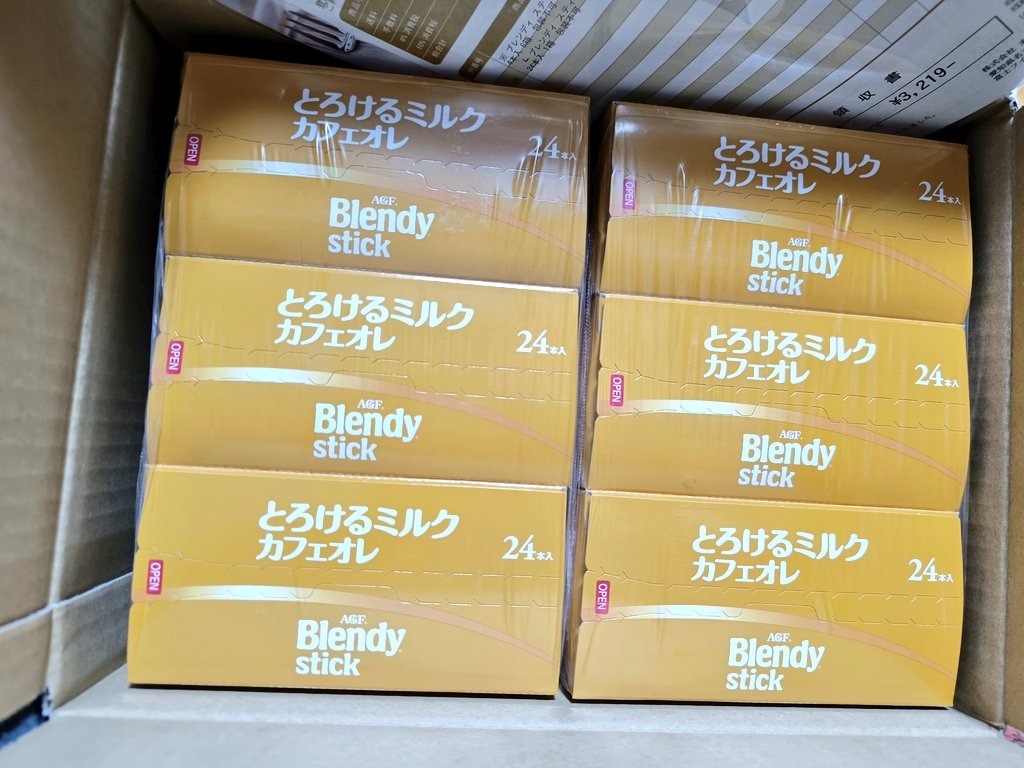 領収書
¥3,219-
株式会社
とろけるミルク
カフェオレ
24本入
OPEN
AGF
Blendy
stick
とろけるミルク
カフェオレ
24本入
OPEN
AGF
Blendy
stick
とろけるミルク
カフェオレ
24本入
OPEN
AGF
Blendy
stick
とろけるミルク
カフェオレ
24本入
OPEN
AGF
Blendy
stick
とろけるミルク
カフェオレ
24本入
OPEN
AGF
Blendy
stick
とろけるミルク
カフェオレ
24本入
OPEN
AGF
Blendy
stick